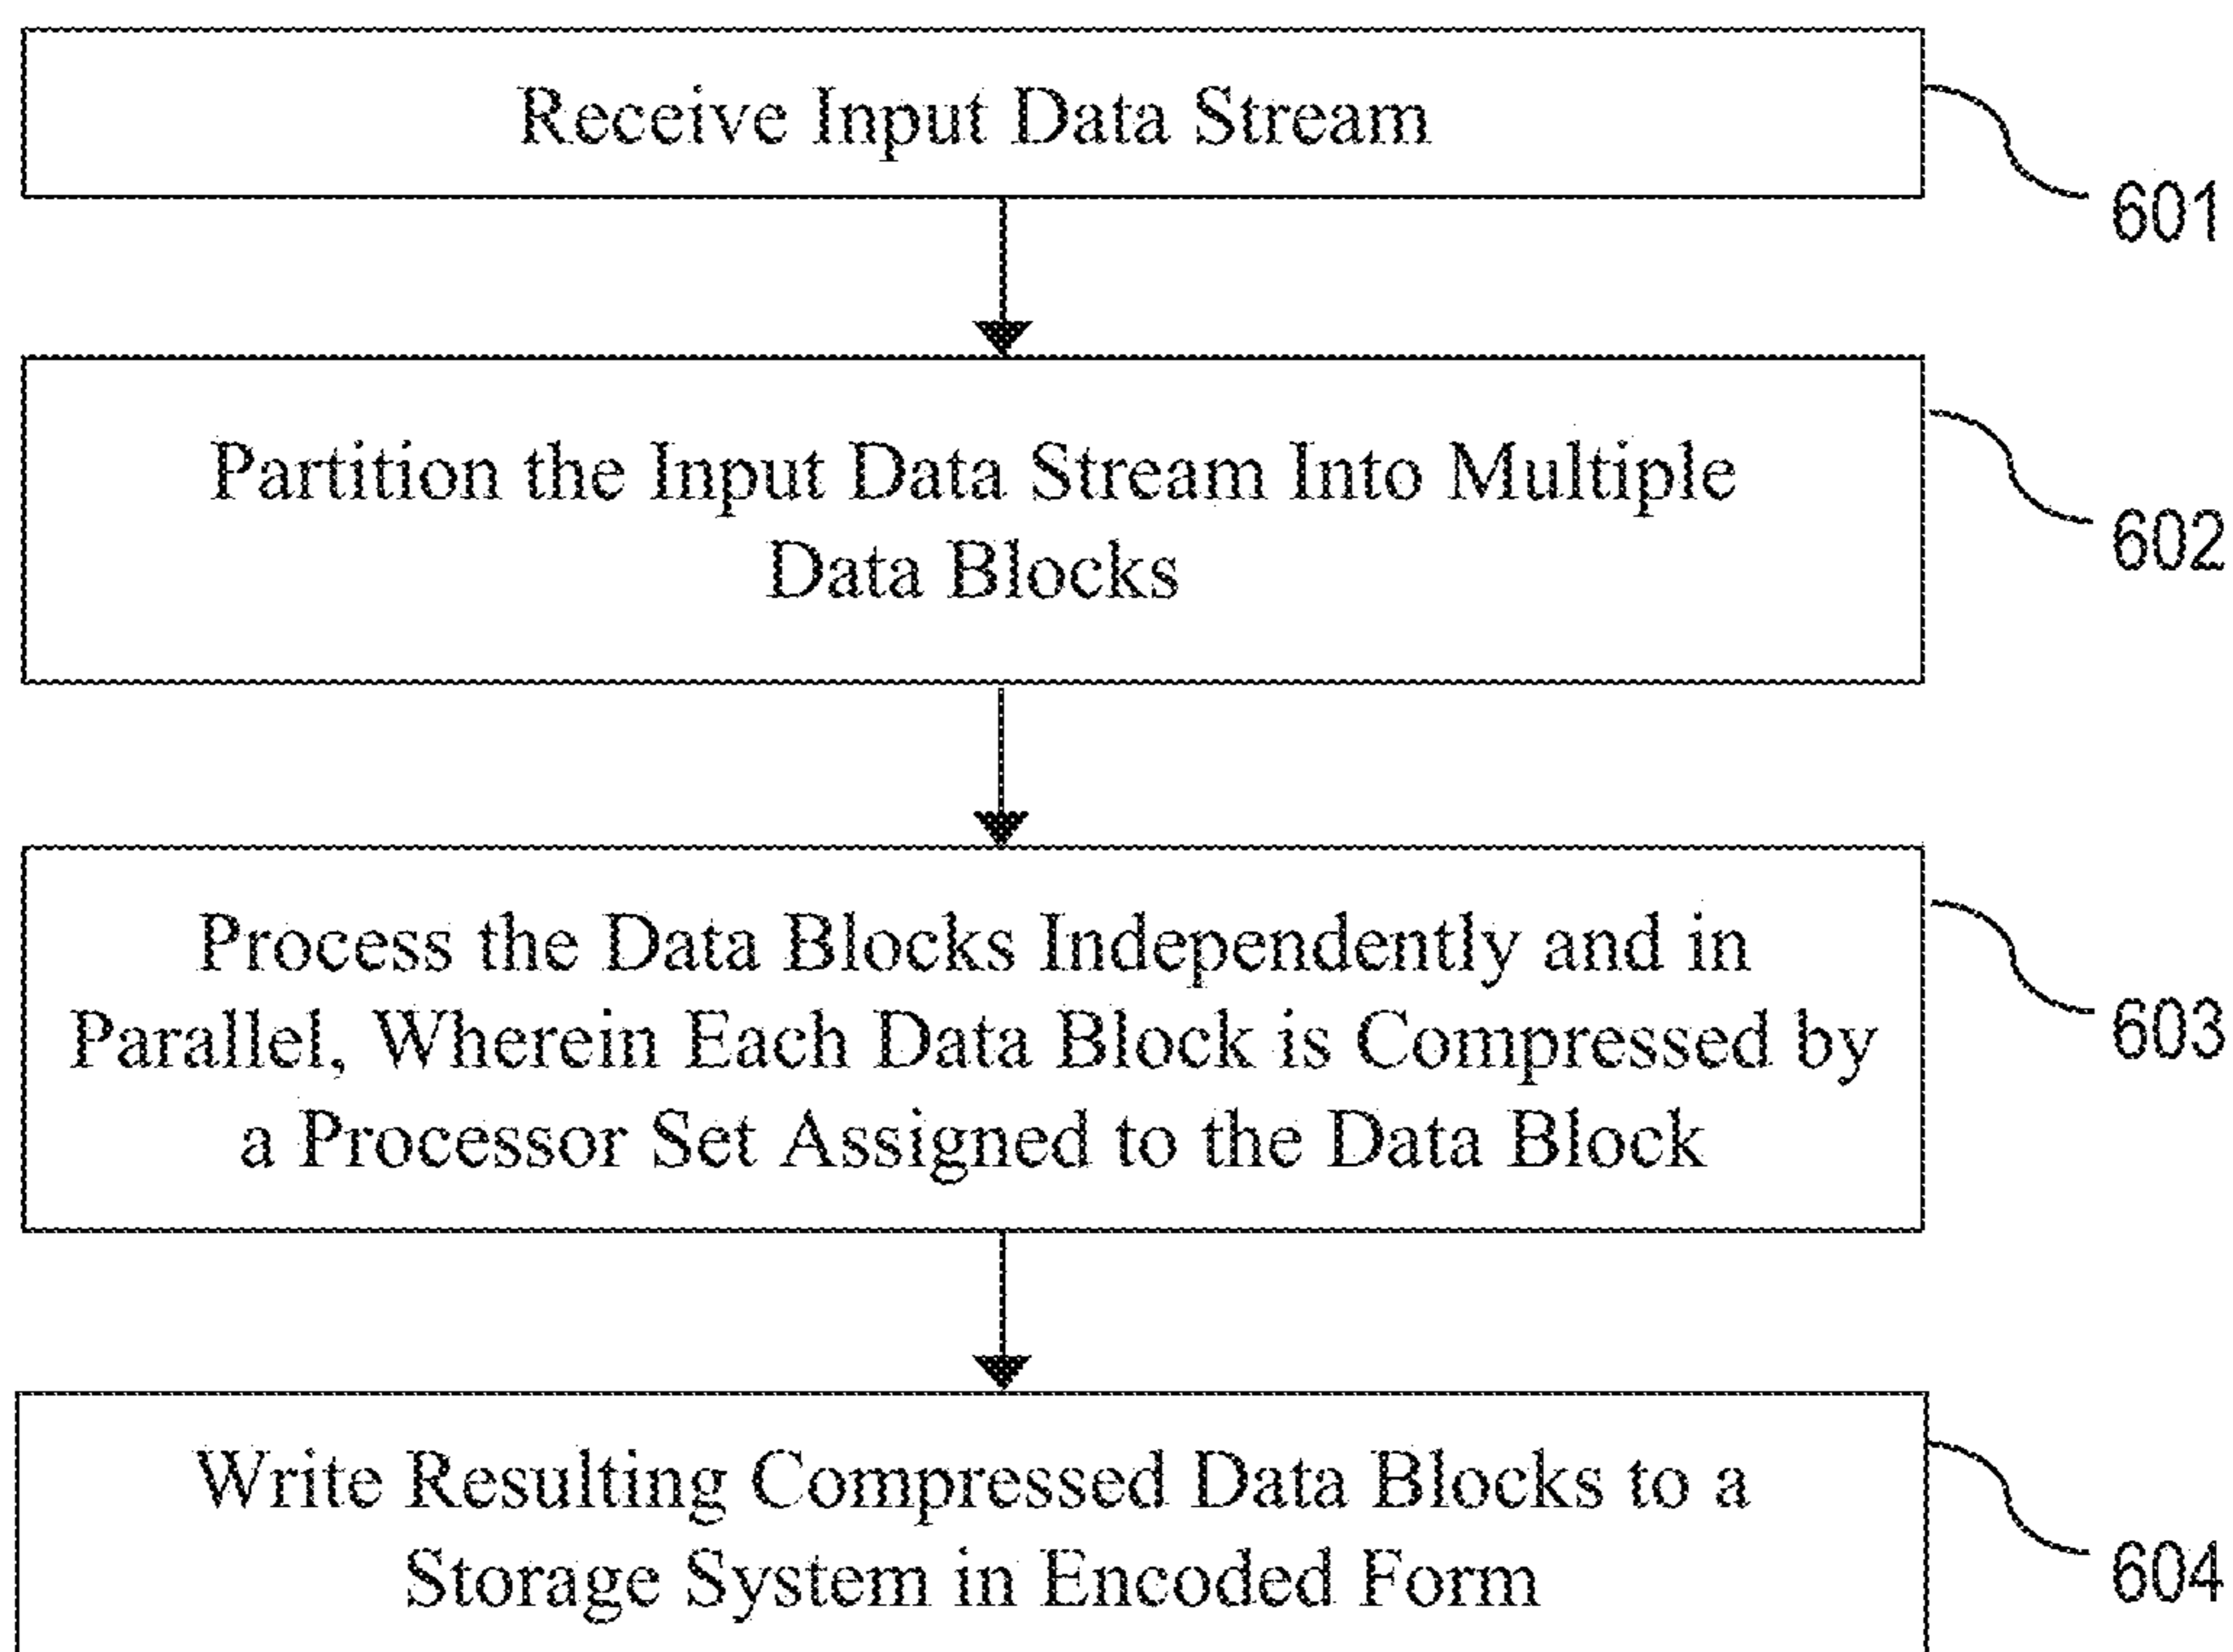 Receive Input Data Stream
601
Partition the Input Data Stream Into Multiple
Data Blocks
602
Process the Data Blocks Independently and in
Parallel, Wherein Each Data Block is Compressed by
a Processor Set Assigned to the Data Block
603
Write Resulting Compressed Data Blocks to a
Storage System in Encoded Form
604